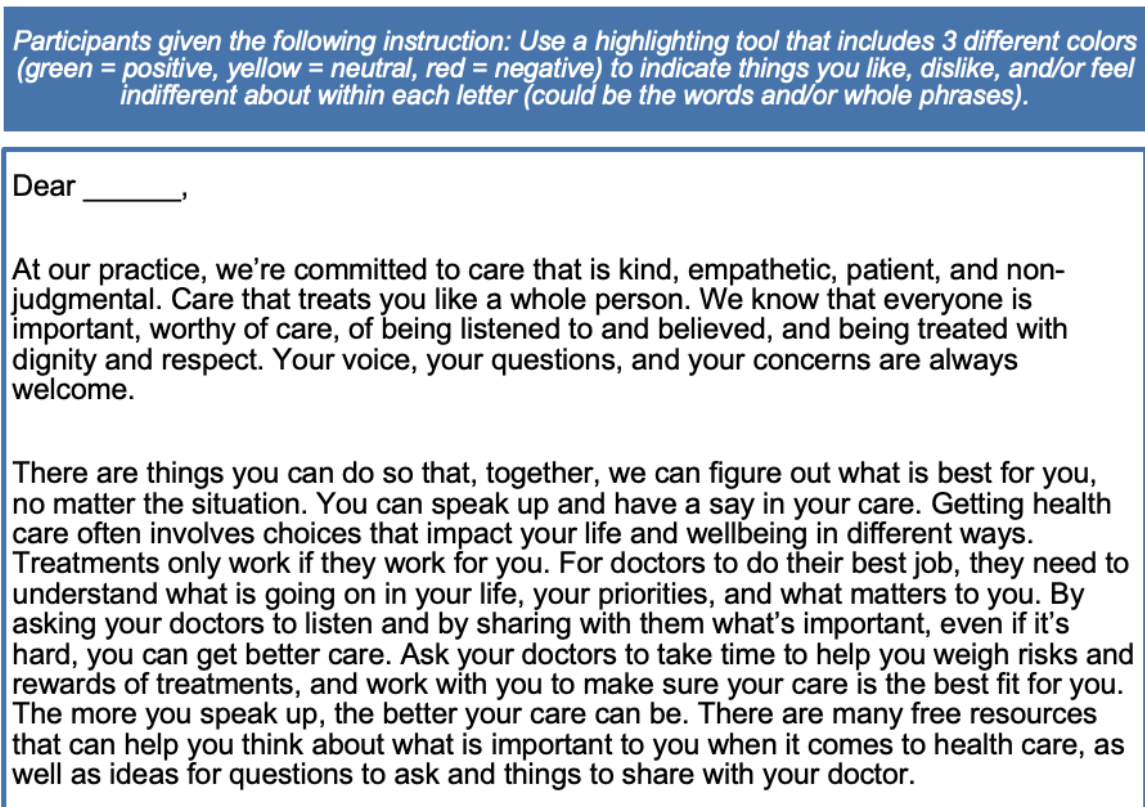 Participants given the following instruction: Use a highlighting tool that includes 3 different colors
(green = positive, yellow = neutral, red = negative) to indicate things you like, dislike, and/or feel
indifferent about within each letter (could be the words and/or whole phrases).
Dear ______,
At our practice, we’re committed to care that is kind, empathetic, patient, and non-
judgmental. Care that treats you like a whole person. We know that everyone is
important, worthy of care, of being listened to and believed, and being treated with
dignity and respect. Your voice, your questions, and your concerns are always
welcome.
There are things you can do so that, together, we can figure out what is best for you,
no matter the situation. You can speak up and have a say in your care. Getting health
care often involves choices that impact your life and wellbeing in different ways.
Treatments only work if they work for you. For doctors to do their best job, they need to
understand what is going on in your life, your priorities, and what matters to you. By
asking your doctors to listen and by sharing with them what’s important, even if it’s
hard, you can get better care. Ask your doctors to take time to help you weigh risks and
rewards of treatments, and work with you to make sure your care is the best fit for you.
The more you speak up, the better your care can be. There are many free resources
that can help you think about what is important to you when it comes to health care, as
well as ideas for questions to ask and things to share with your doctor.